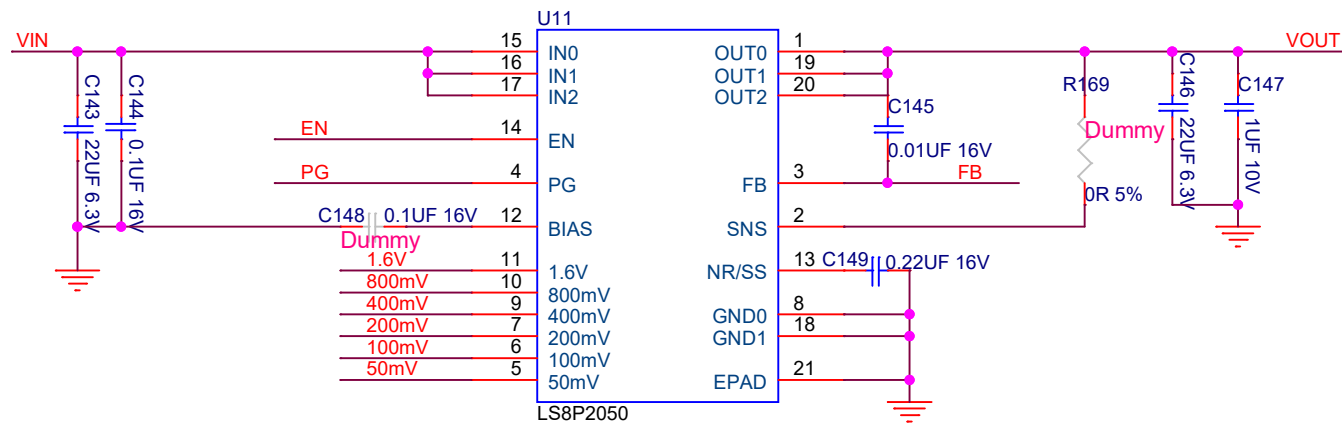 U11
VIN
15
IN0
OUT0
1
VOUT
16
IN1
OUT1
19
17
IN2
OUT2
20
C143
22UF 6.3V
C144
0.1UF 16V
C145
0.01UF 16V
R169
Dummy
0R 5%
C146
22UF 6.3V
C147
1UF 10V
EN
14
EN
PG
4
PG
FB
3
FB
C148
0.1UF 16V
Dummy
12
BIAS
SNS
2
1.6V
11
1.6V
NR/SS
13
C149
0.22UF 16V
800mV
10
800mV
400mV
9
400mV
GND0
8
200mV
7
200mV
GND1
18
100mV
6
100mV
50mV
5
50mV
EPAD
21
LS8P2050